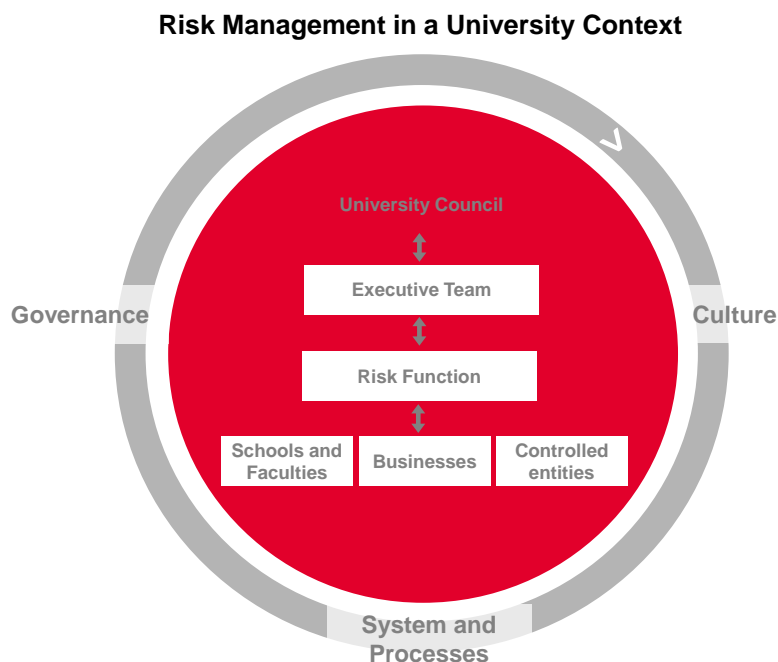 Risk Management in a University Context
University Council
Executive Team
Governance
Culture
Risk Function
Schools and
Faculties
Businesses
Controlled
entities
System and
Processes